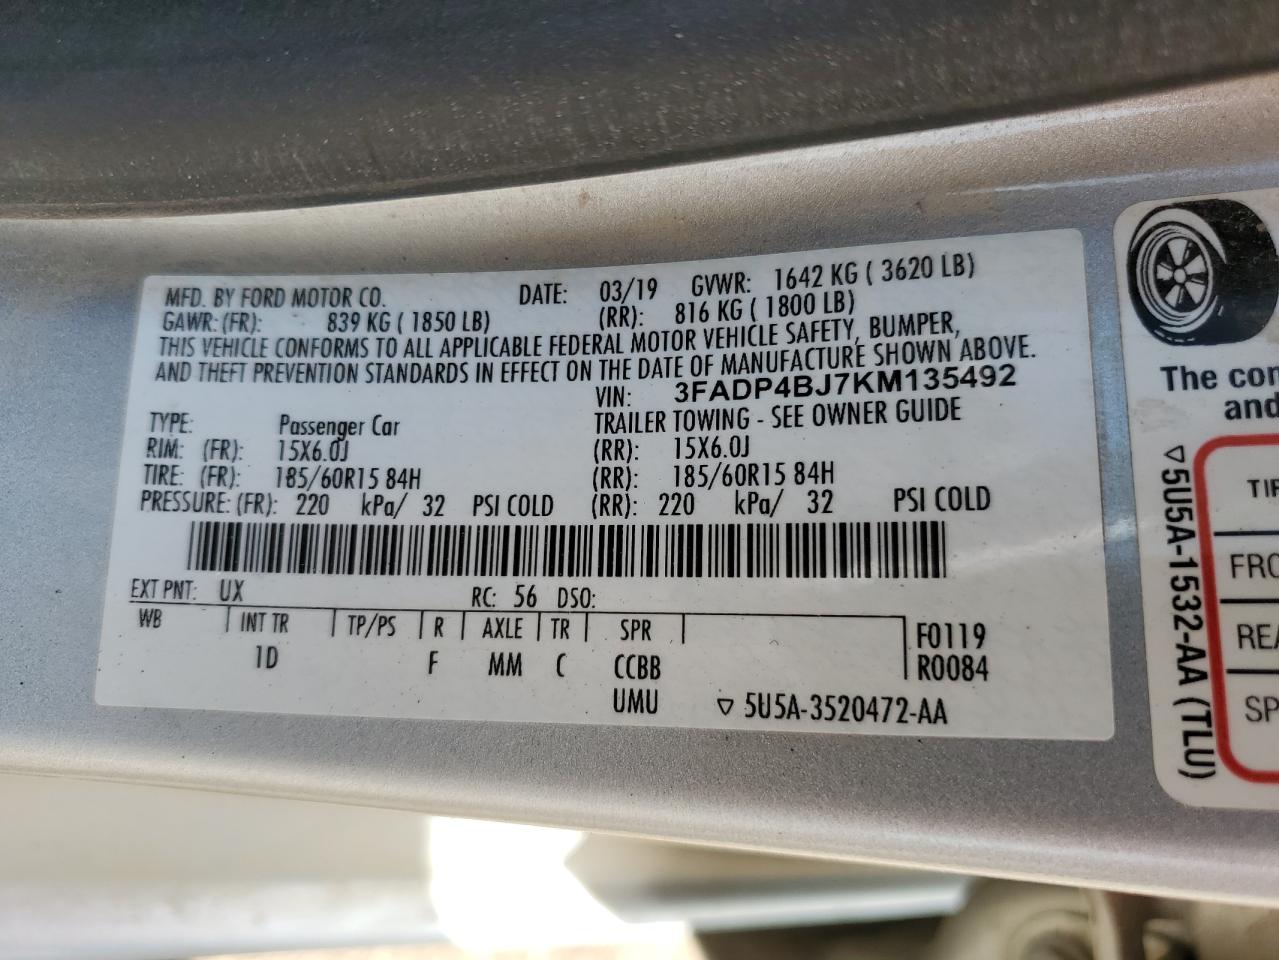 MFD. BY FORD MOTOR CO. DATE: 03/19 GVWR: 1642 KG ( 3620 LB)
GAWR: (FR): 839 KG ( 1850 LB) (RR): 816 KG ( 1800 LB)
THIS VEHICLE CONFORMS TO ALL APPLICABLE FEDERAL MOTOR VEHICLE SAFETY, BUMPER,
AND THEFT PREVENTION STANDARDS IN EFFECT ON THE DATE OF MANUFACTURE SHOWN ABOVE.
VIN: 3FADP4BJ7KM135492
TYPE: Passenger Car TRAILER TOWING - SEE OWNER GUIDE
RIM: (FR): 15X6.0J (RR): 15X6.0J
TIRE: (FR): 185/60R15 84H (RR): 185/60R15 84H
PRESSURE: (FR): 220 kPa/ 32 PSI COLD (RR): 220 kPa/ 32 PSI COLD
EXT PNT: UX RC: 56 DSO:
WB INT TR TP/PS R AXLE TR SPR F0119
1D F MM C CCBB R0084
UMU ▽ 5U5A-3520472-AA
The con
and
▽5U5A-1532-AA (TLU)
TIR
FRO
REA
SP